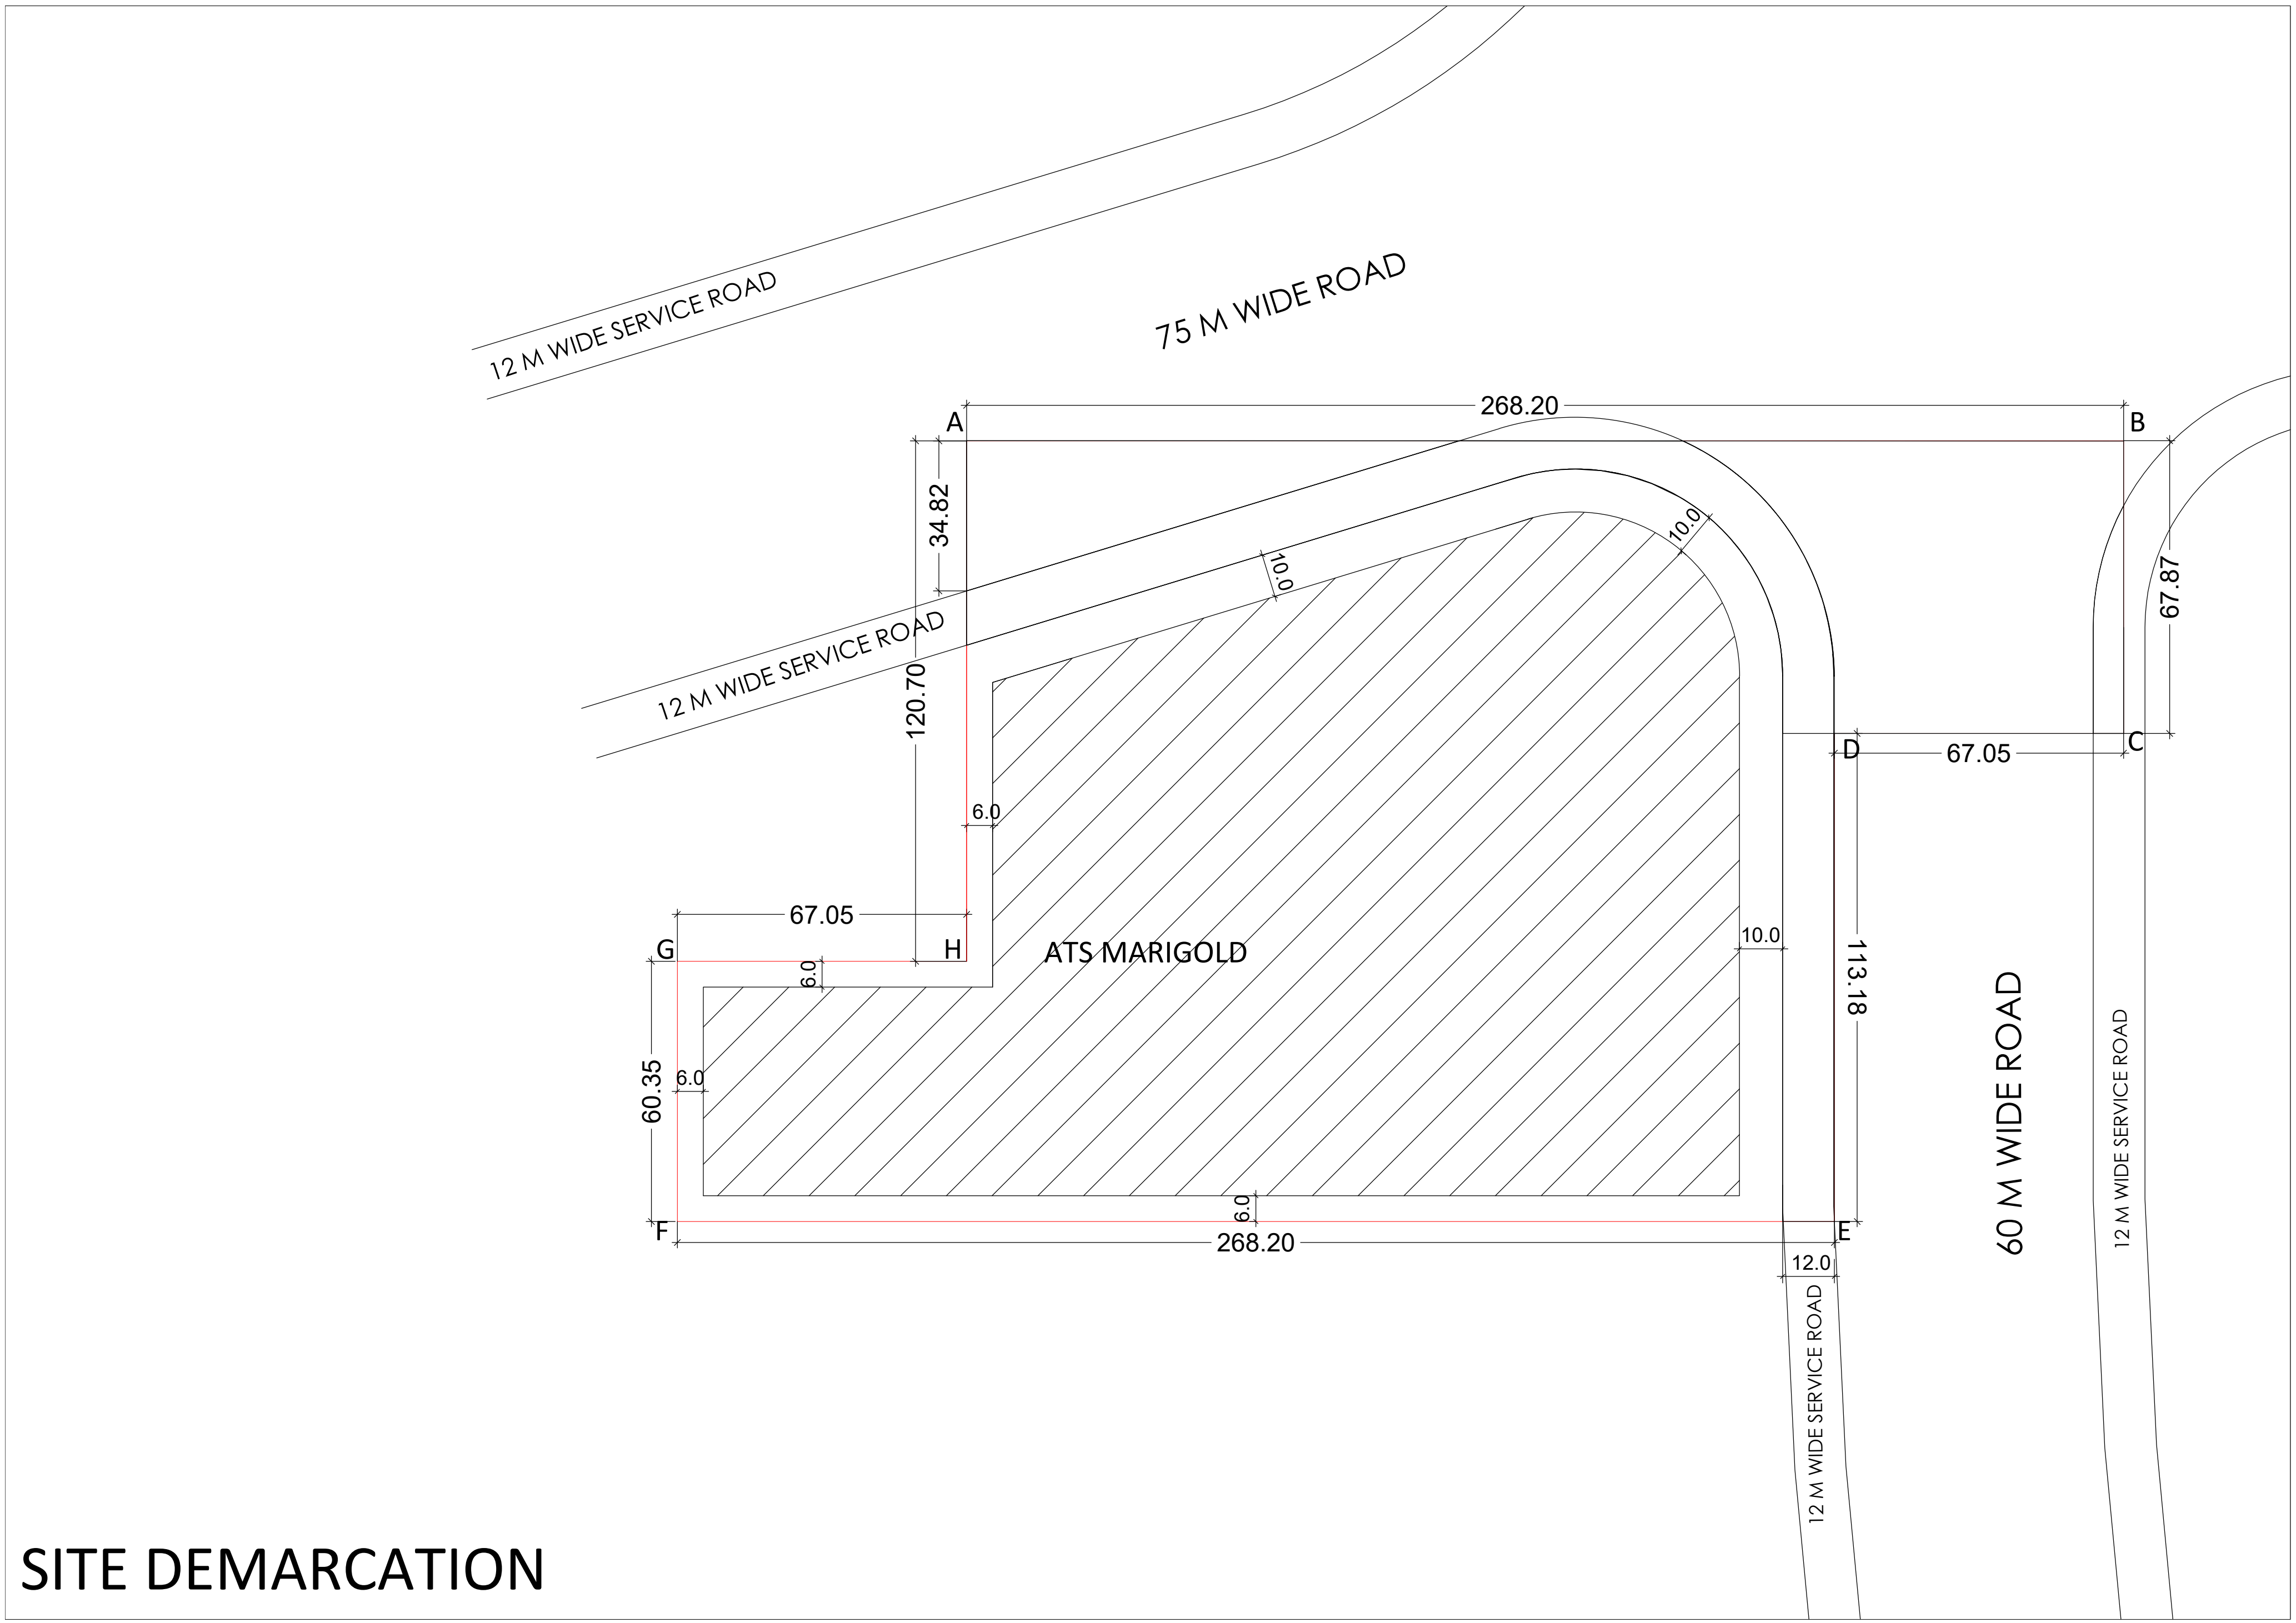 12 M WIDE SERVICE ROAD
75 M WIDE ROAD
268.20
A
B
34.82
10.0
10.0
67.87
12 M WIDE SERVICE ROAD
120.70
D
C
67.05
6.0
67.05
G
H
ATS MARIGOLD
10.0
6.0
113.18
60 M WIDE ROAD
12 M WIDE SERVICE ROAD
60.35
6.0
6.0
F
E
268.20
12.0
12 M WIDE SERVICE ROAD
SITE DEMARCATION